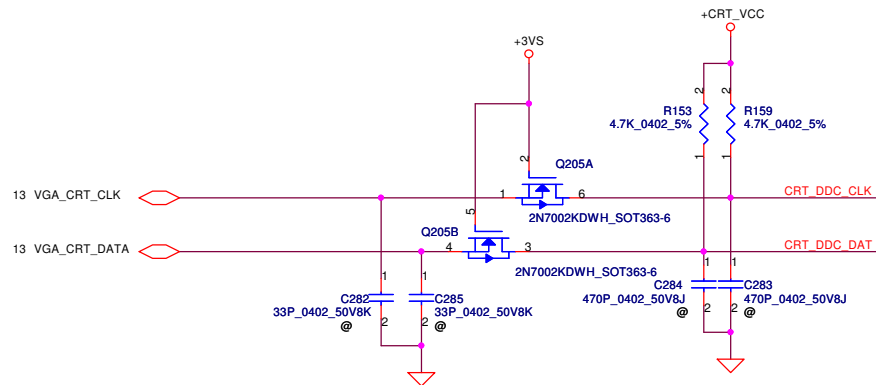 +CRT_VCC
+3VS
2
2
R153
4.7K_0402_5%
R159
4.7K_0402_5%
2
Q205A
1
1
13 VGA_CRT_CLK
1
6
CRT_DDC_CLK
5
2N7002KDWH_SOT363-6
Q205B
13 VGA_CRT_DATA
4
3
CRT_DDC_DAT
1
1
2N7002KDWH_SOT363-6
1
1
C284
470P_0402_50V8J
C283
470P_0402_50V8J
C282
33P_0402_50V8K
C285
33P_0402_50V8K
2
2
@
@
2
2
@
@